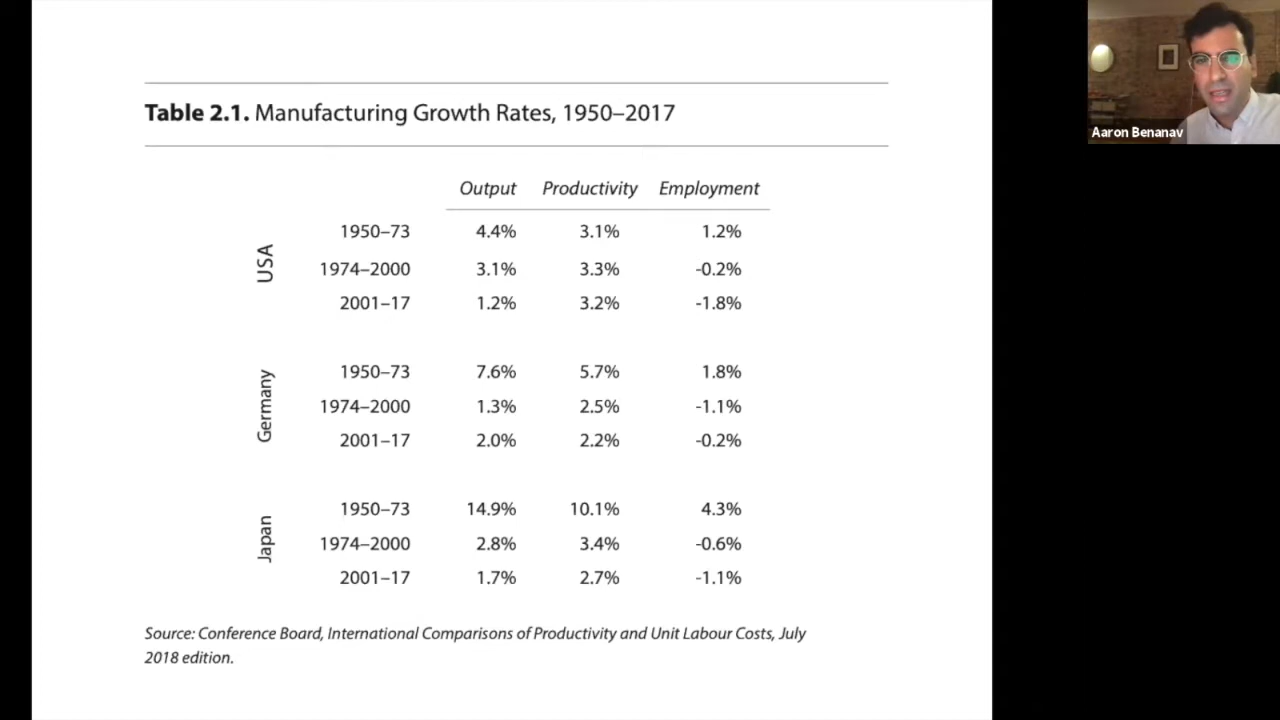 Table 2.1. Manufacturing Growth Rates, 1950–2017
Aaron Benanav
Output Productivity Employment
USA
1950–73 4.4% 3.1% 1.2%
1974–2000 3.1% 3.3% -0.2%
2001–17 1.2% 3.2% -1.8%
Germany
1950–73 7.6% 5.7% 1.8%
1974–2000 1.3% 2.5% -1.1%
2001–17 2.0% 2.2% -0.2%
Japan
1950–73 14.9% 10.1% 4.3%
1974–2000 2.8% 3.4% -0.6%
2001–17 1.7% 2.7% -1.1%
Source: Conference Board, International Comparisons of Productivity and Unit Labour Costs, July
2018 edition.